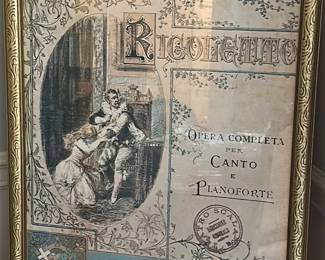 RIGOLETTO
OPERA COMPLETA
PER
CANTO
E
PIANOFORTE